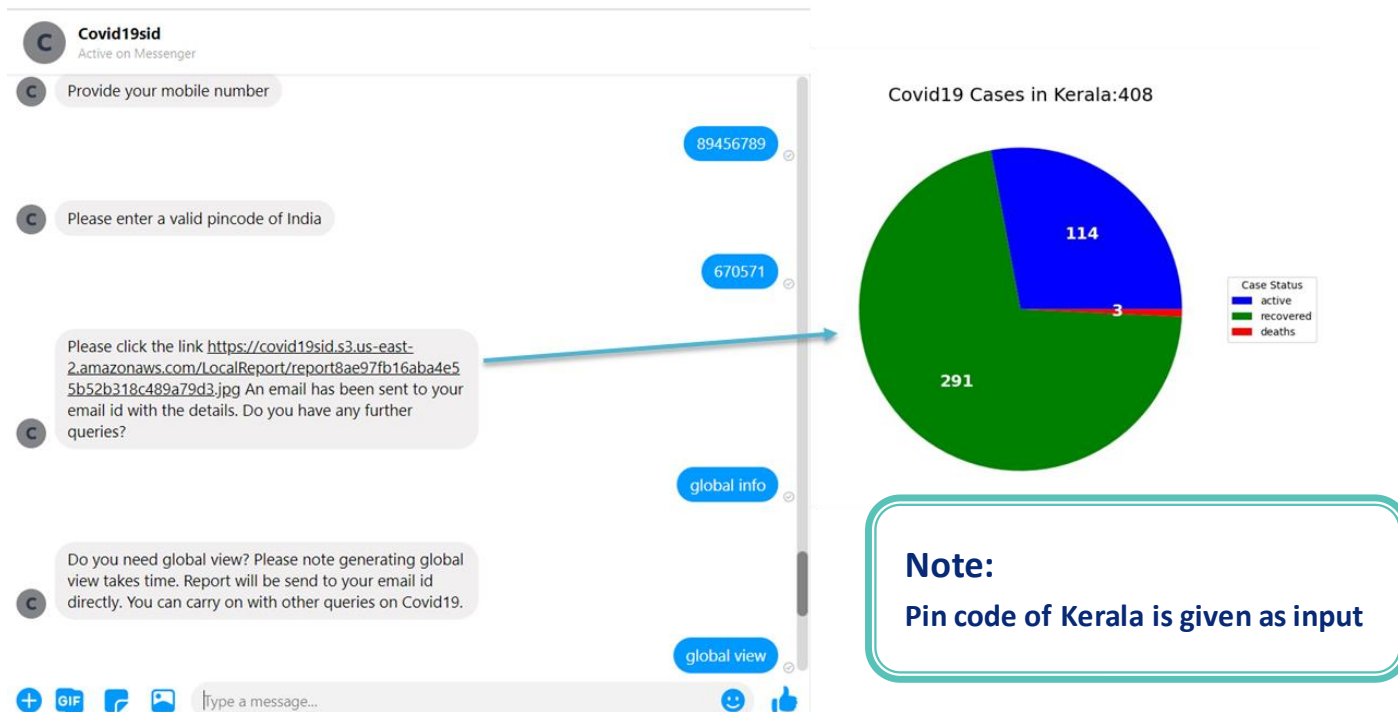 C
Covid19sid
Active on Messenger
C
Provide your mobile number
89456789
C
Please enter a valid pincode of India
670571
Please click the link https://covid19sid.s3.us-east-
2.amazonaws.com/LocalReport/report8ae97fb16aba4e5
5b52b318c489a79d3.jpg An email has been sent to your
email id with the details. Do you have any further
queries?
C
global info
Do you need global view? Please note generating global
view takes time. Report will be send to your email id
directly. You can carry on with other queries on Covid19.
C
global view
GIF
Type a message...
Covid19 Cases in Kerala:408
114
3
291
Case Status
active
recovered
deaths
Note:
Pin code of Kerala is given as input